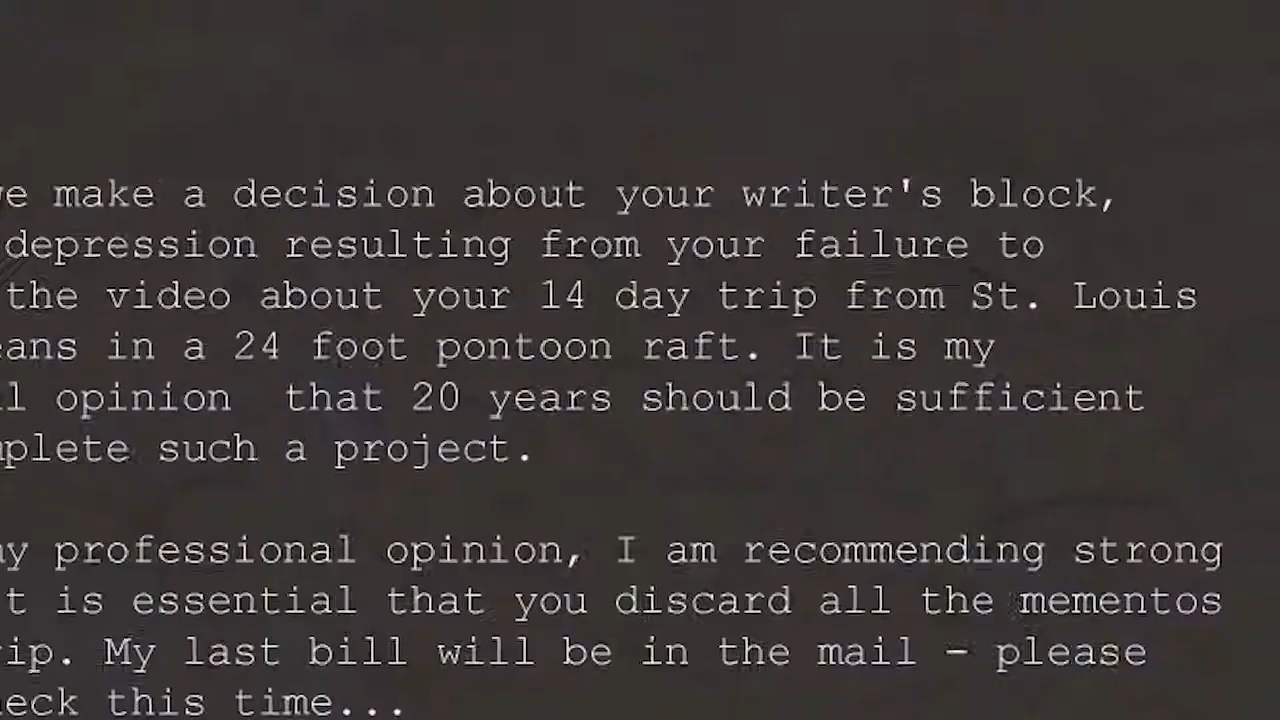 make a decision about your writer's block,
depression resulting from your failure to
the video about your 14 day trip from St. Louis
in a 24 foot pontoon raft. It is my
opinion that 20 years should be sufficient
such a project.
professional opinion, I am recommending strong
is essential that you discard all the mementos
My last bill will be in the mail - please
this time...